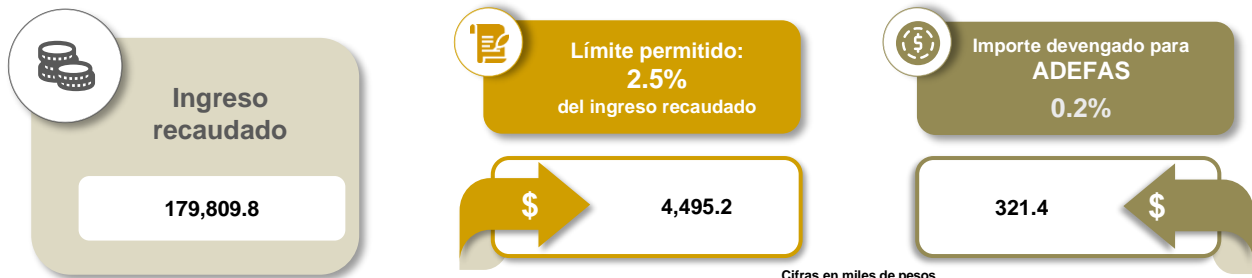 Ingreso
recaudado
179,809.8
Límite permitido:
2.5%
del ingreso recaudado
$
4,495.2
Importe devengado para
ADEFAS
0.2%
321.4
$
Cifras en miles de pesos